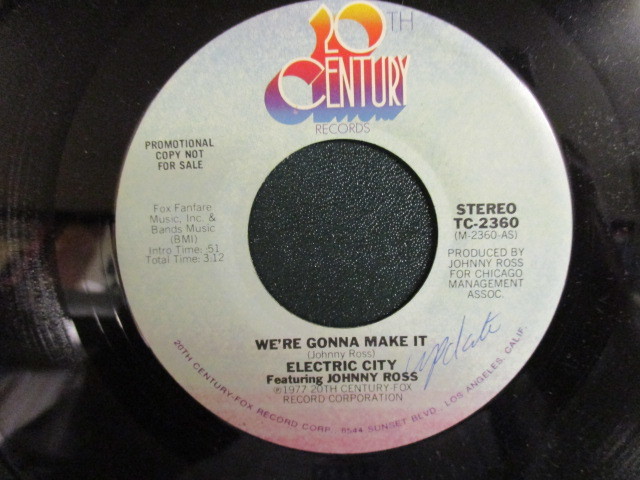 20TH
CENTURY
RECORDS
PROMOTIONAL
COPY NOT
FOR SALE
Fox Fanfare
Music, Inc. &
Bands Music
(BMI)
Intro Time: :51
Total Time: 3:12
STEREO
TC-2360
(M-2360-AS)
PRODUCED BY
JOHNNY ROSS
FOR CHICAGO
MANAGEMENT
ASSOC.
WE'RE GONNA MAKE IT
(Johnny Ross)
ELECTRIC CITY
Featuring JOHNNY ROSS
℗1977 20TH CENTURY-FOX
RECORD CORPORATION
update
20TH CENTURY-FOX RECORD CORP. 8544 SUNSET BLVD. LOS ANGELES, CALIF.